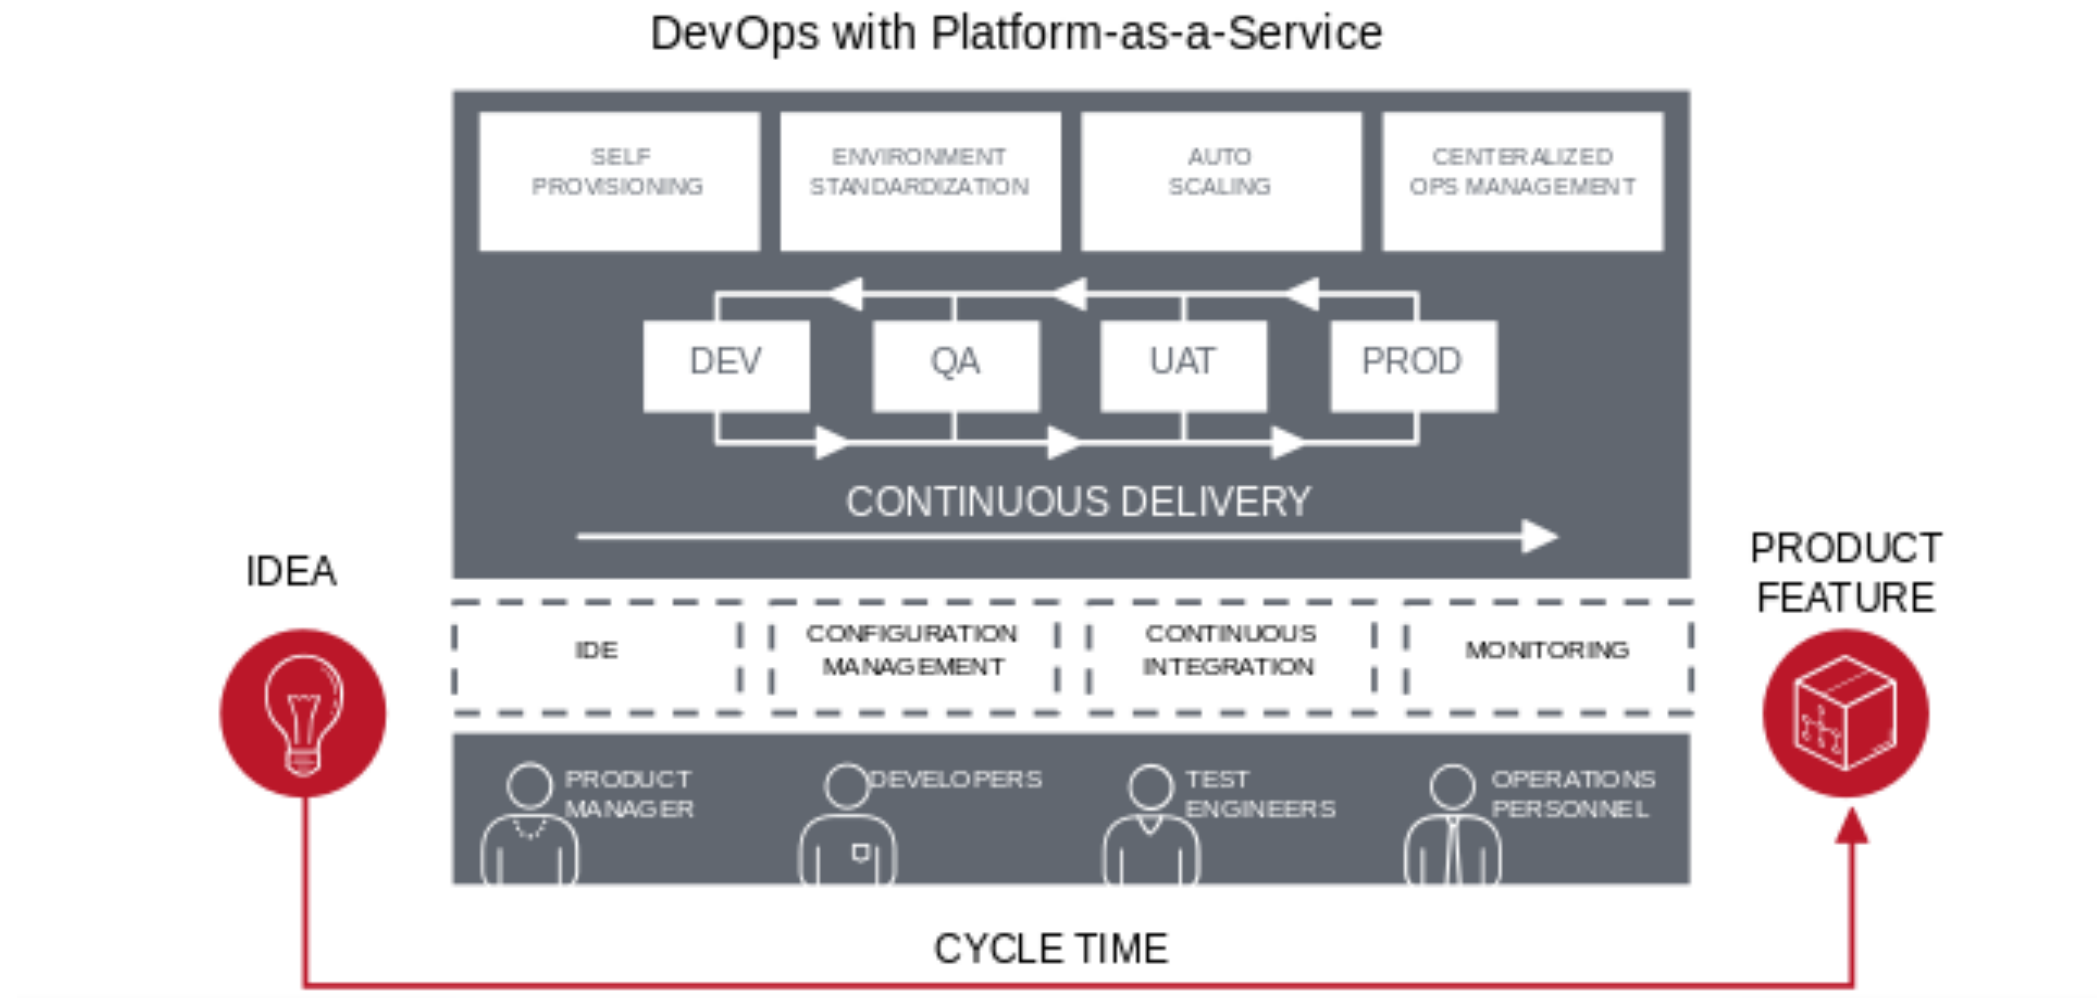 DevOps with Platform-as-a-Service
SELF
PROVISIONING
ENVIRONMENT
STANDARDIZATION
AUTO
SCALING
CENTERALIZED
OPS MANAGEMENT
DEV
QA
UAT
PROD
CONTINUOUS DELIVERY
IDEA
PRODUCT
FEATURE
IDE
CONFIGURATION
MANAGEMENT
CONTINUOUS
INTEGRATION
MONITORING
PRODUCT
MANAGER
DEVELOPERS
TEST
ENGINEERS
OPERATIONS
PERSONNEL
CYCLE TIME